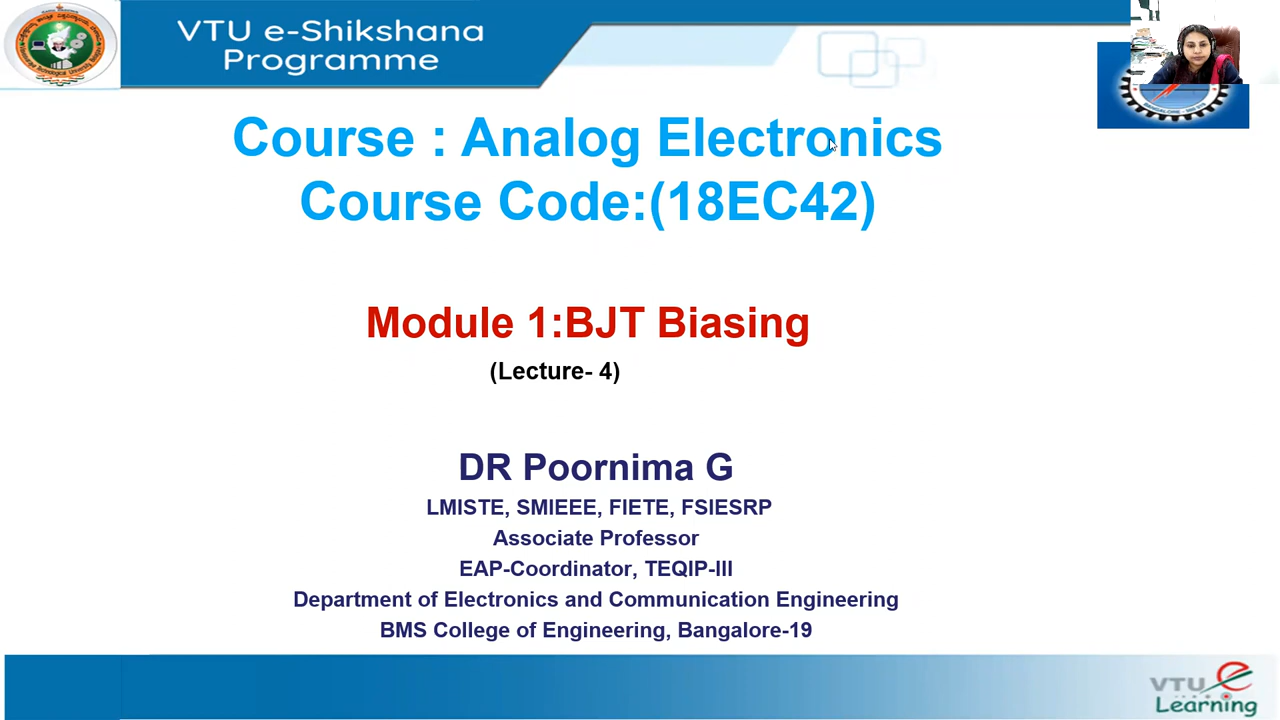 VTU e-Shikshana
Programme
Course : Analog Electronics
Course Code:(18EC42)
Module 1:BJT Biasing
(Lecture- 4)
DR Poornima G
LMISTE, SMIEEE, FIETE, FSIESRP
Associate Professor
EAP-Coordinator, TEQIP-III
Department of Electronics and Communication Engineering
BMS College of Engineering, Bangalore-19
VTU e
Learning